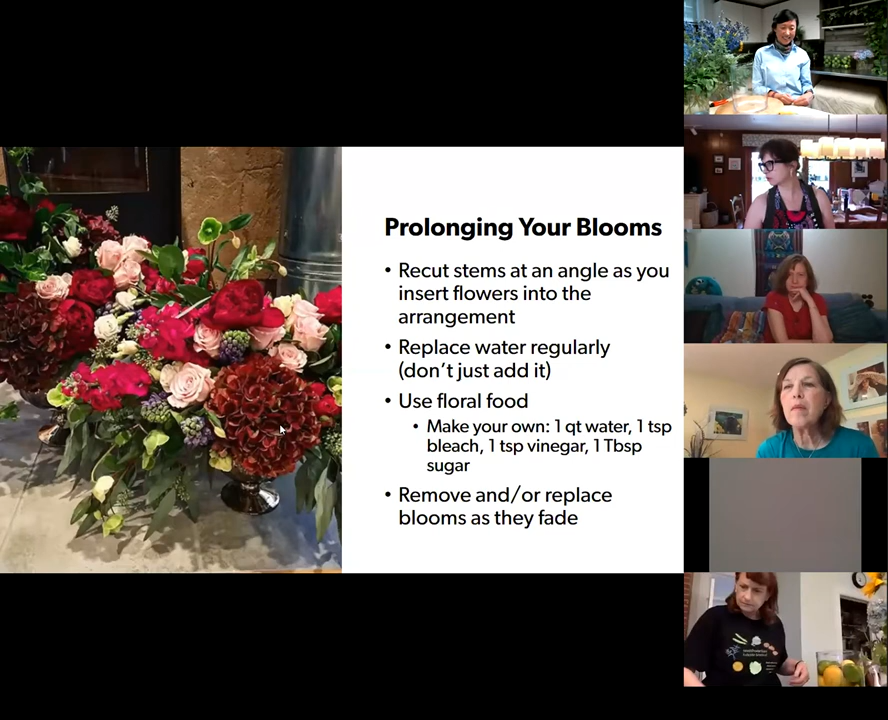 Prolonging Your Blooms
• Recut stems at an angle as you
insert flowers into the
arrangement
• Replace water regularly
(don't just add it)
• Use floral food
• Make your own: 1 qt water, 1 tsp
bleach, 1 tsp vinegar, 1 Tbsp
sugar
• Remove and/or replace
blooms as they fade